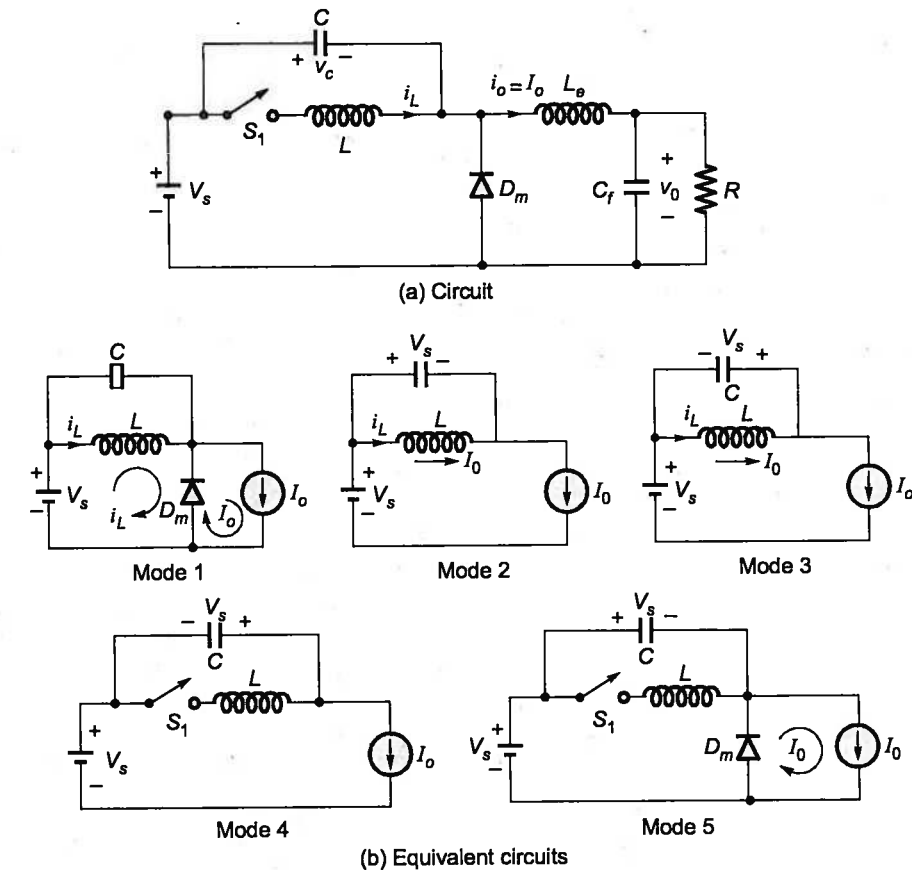 C
+ v_c −
i_o = I_o L_e
i_L
S_1 L
+ V_s −
D_m
C_f
+ v_0 −
R
(a) Circuit
C
i_L L
+ V_s −
i_L
D_m I_o
I_o
Mode 1
V_s
+ −
i_L L
I_0
+ V_s −
I_0
Mode 2
V_s
− +
C
i_L L
I_0
+ V_s −
I_o
Mode 3
V_s
− +
C
S_1 L
+ V_s −
I_o
Mode 4
V_s
+ −
C
S_1 L
+ V_s −
D_m I_0
I_0
Mode 5
(b) Equivalent circuits